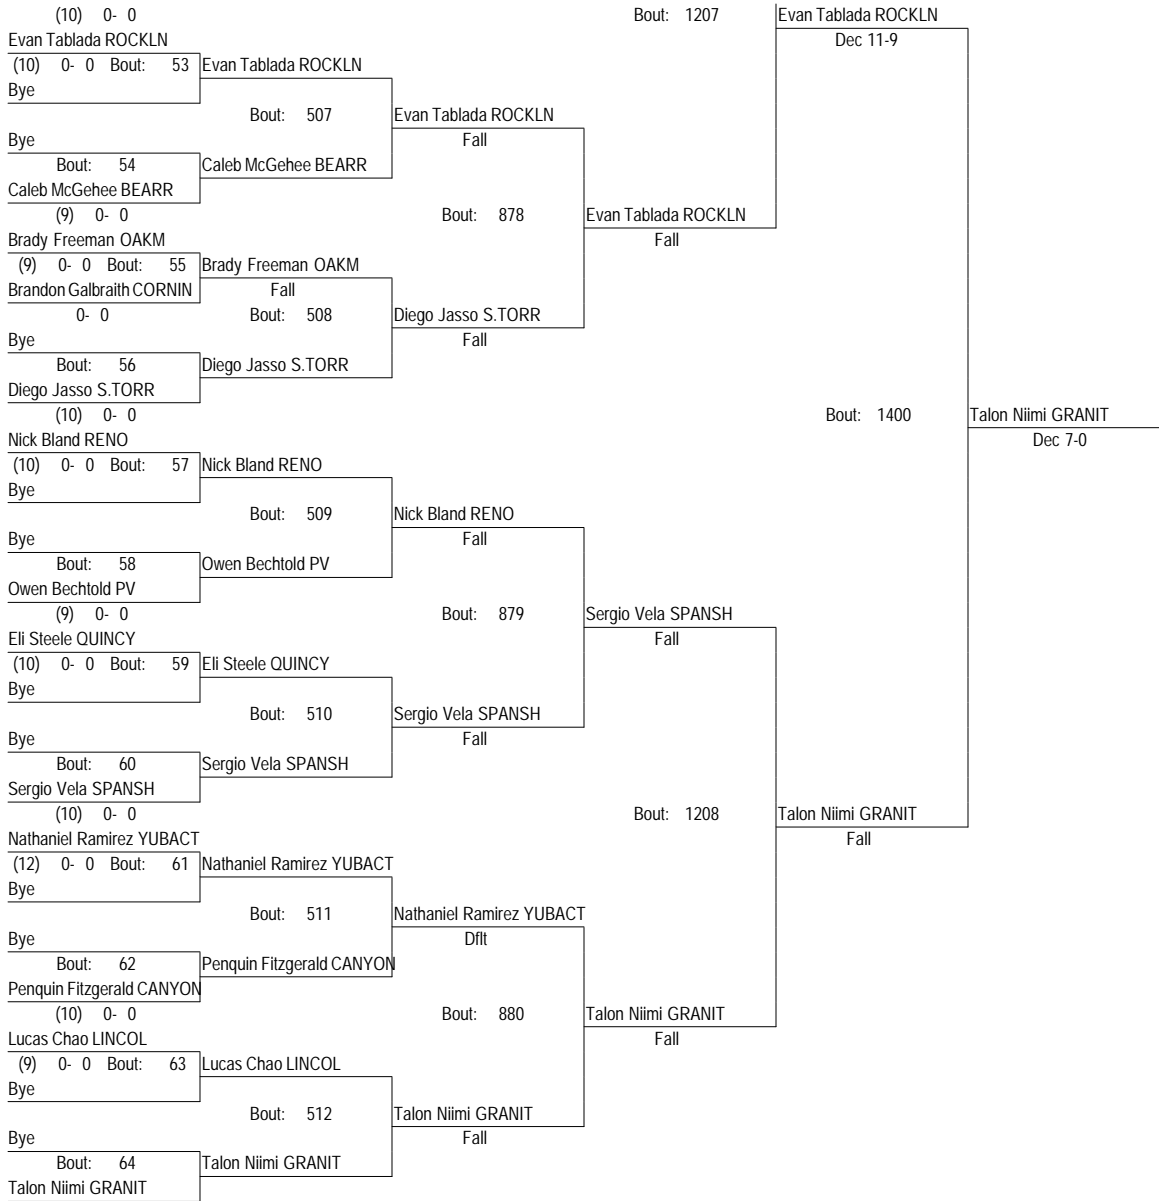 (10) 0- 0 Bout: 1207 Evan Tablada ROCKLN
Evan Tablada ROCKLN Dec 11-9
(10) 0- 0 Bout: 53 Evan Tablada ROCKLN
Bye
Bout: 507 Evan Tablada ROCKLN
Bye Fall
Bout: 54 Caleb McGehee BEARR
Caleb McGehee BEARR
(9) 0- 0 Bout: 878 Evan Tablada ROCKLN
Brady Freeman OAKM Fall
(9) 0- 0 Bout: 55 Brady Freeman OAKM
Brandon Galbraith CORNIN Fall
0- 0 Bout: 508 Diego Jasso S.TORR
Bye Fall
Bout: 56 Diego Jasso S.TORR
Diego Jasso S.TORR
(10) 0- 0 Bout: 1400 Talon Niimi GRANIT
Nick Bland RENO Dec 7-0
(10) 0- 0 Bout: 57 Nick Bland RENO
Bye
Bout: 509 Nick Bland RENO
Bye Fall
Bout: 58 Owen Bechtold PV
Owen Bechtold PV
(9) 0- 0 Bout: 879 Sergio Vela SPANSH
Eli Steele QUINCY Fall
(10) 0- 0 Bout: 59 Eli Steele QUINCY
Bye
Bout: 510 Sergio Vela SPANSH
Bye Fall
Bout: 60 Sergio Vela SPANSH
Sergio Vela SPANSH
(10) 0- 0 Bout: 1208 Talon Niimi GRANIT
Nathaniel Ramirez YUBACT Fall
(12) 0- 0 Bout: 61 Nathaniel Ramirez YUBACT
Bye
Bout: 511 Nathaniel Ramirez YUBACT
Bye Dflt
Bout: 62 Penquin Fitzgerald CANYON
Penquin Fitzgerald CANYON
(10) 0- 0 Bout: 880 Talon Niimi GRANIT
Lucas Chao LINCOL Fall
(9) 0- 0 Bout: 63 Lucas Chao LINCOL
Bye
Bout: 512 Talon Niimi GRANIT
Bye Fall
Bout: 64 Talon Niimi GRANIT
Talon Niimi GRANIT